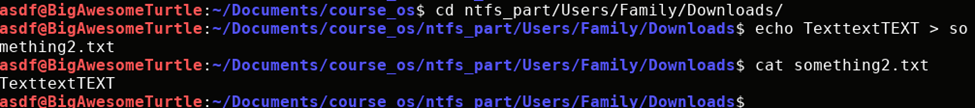 asdf@BigAwesomeTurtle:~/Documents/course_os$ cd ntfs_part/Users/Family/Downloads/
asdf@BigAwesomeTurtle:~/Documents/course_os/ntfs_part/Users/Family/Downloads$ echo TexttextTEXT > so
mething2.txt
asdf@BigAwesomeTurtle:~/Documents/course_os/ntfs_part/Users/Family/Downloads$ cat something2.txt
TexttextTEXT
asdf@BigAwesomeTurtle:~/Documents/course_os/ntfs_part/Users/Family/Downloads$